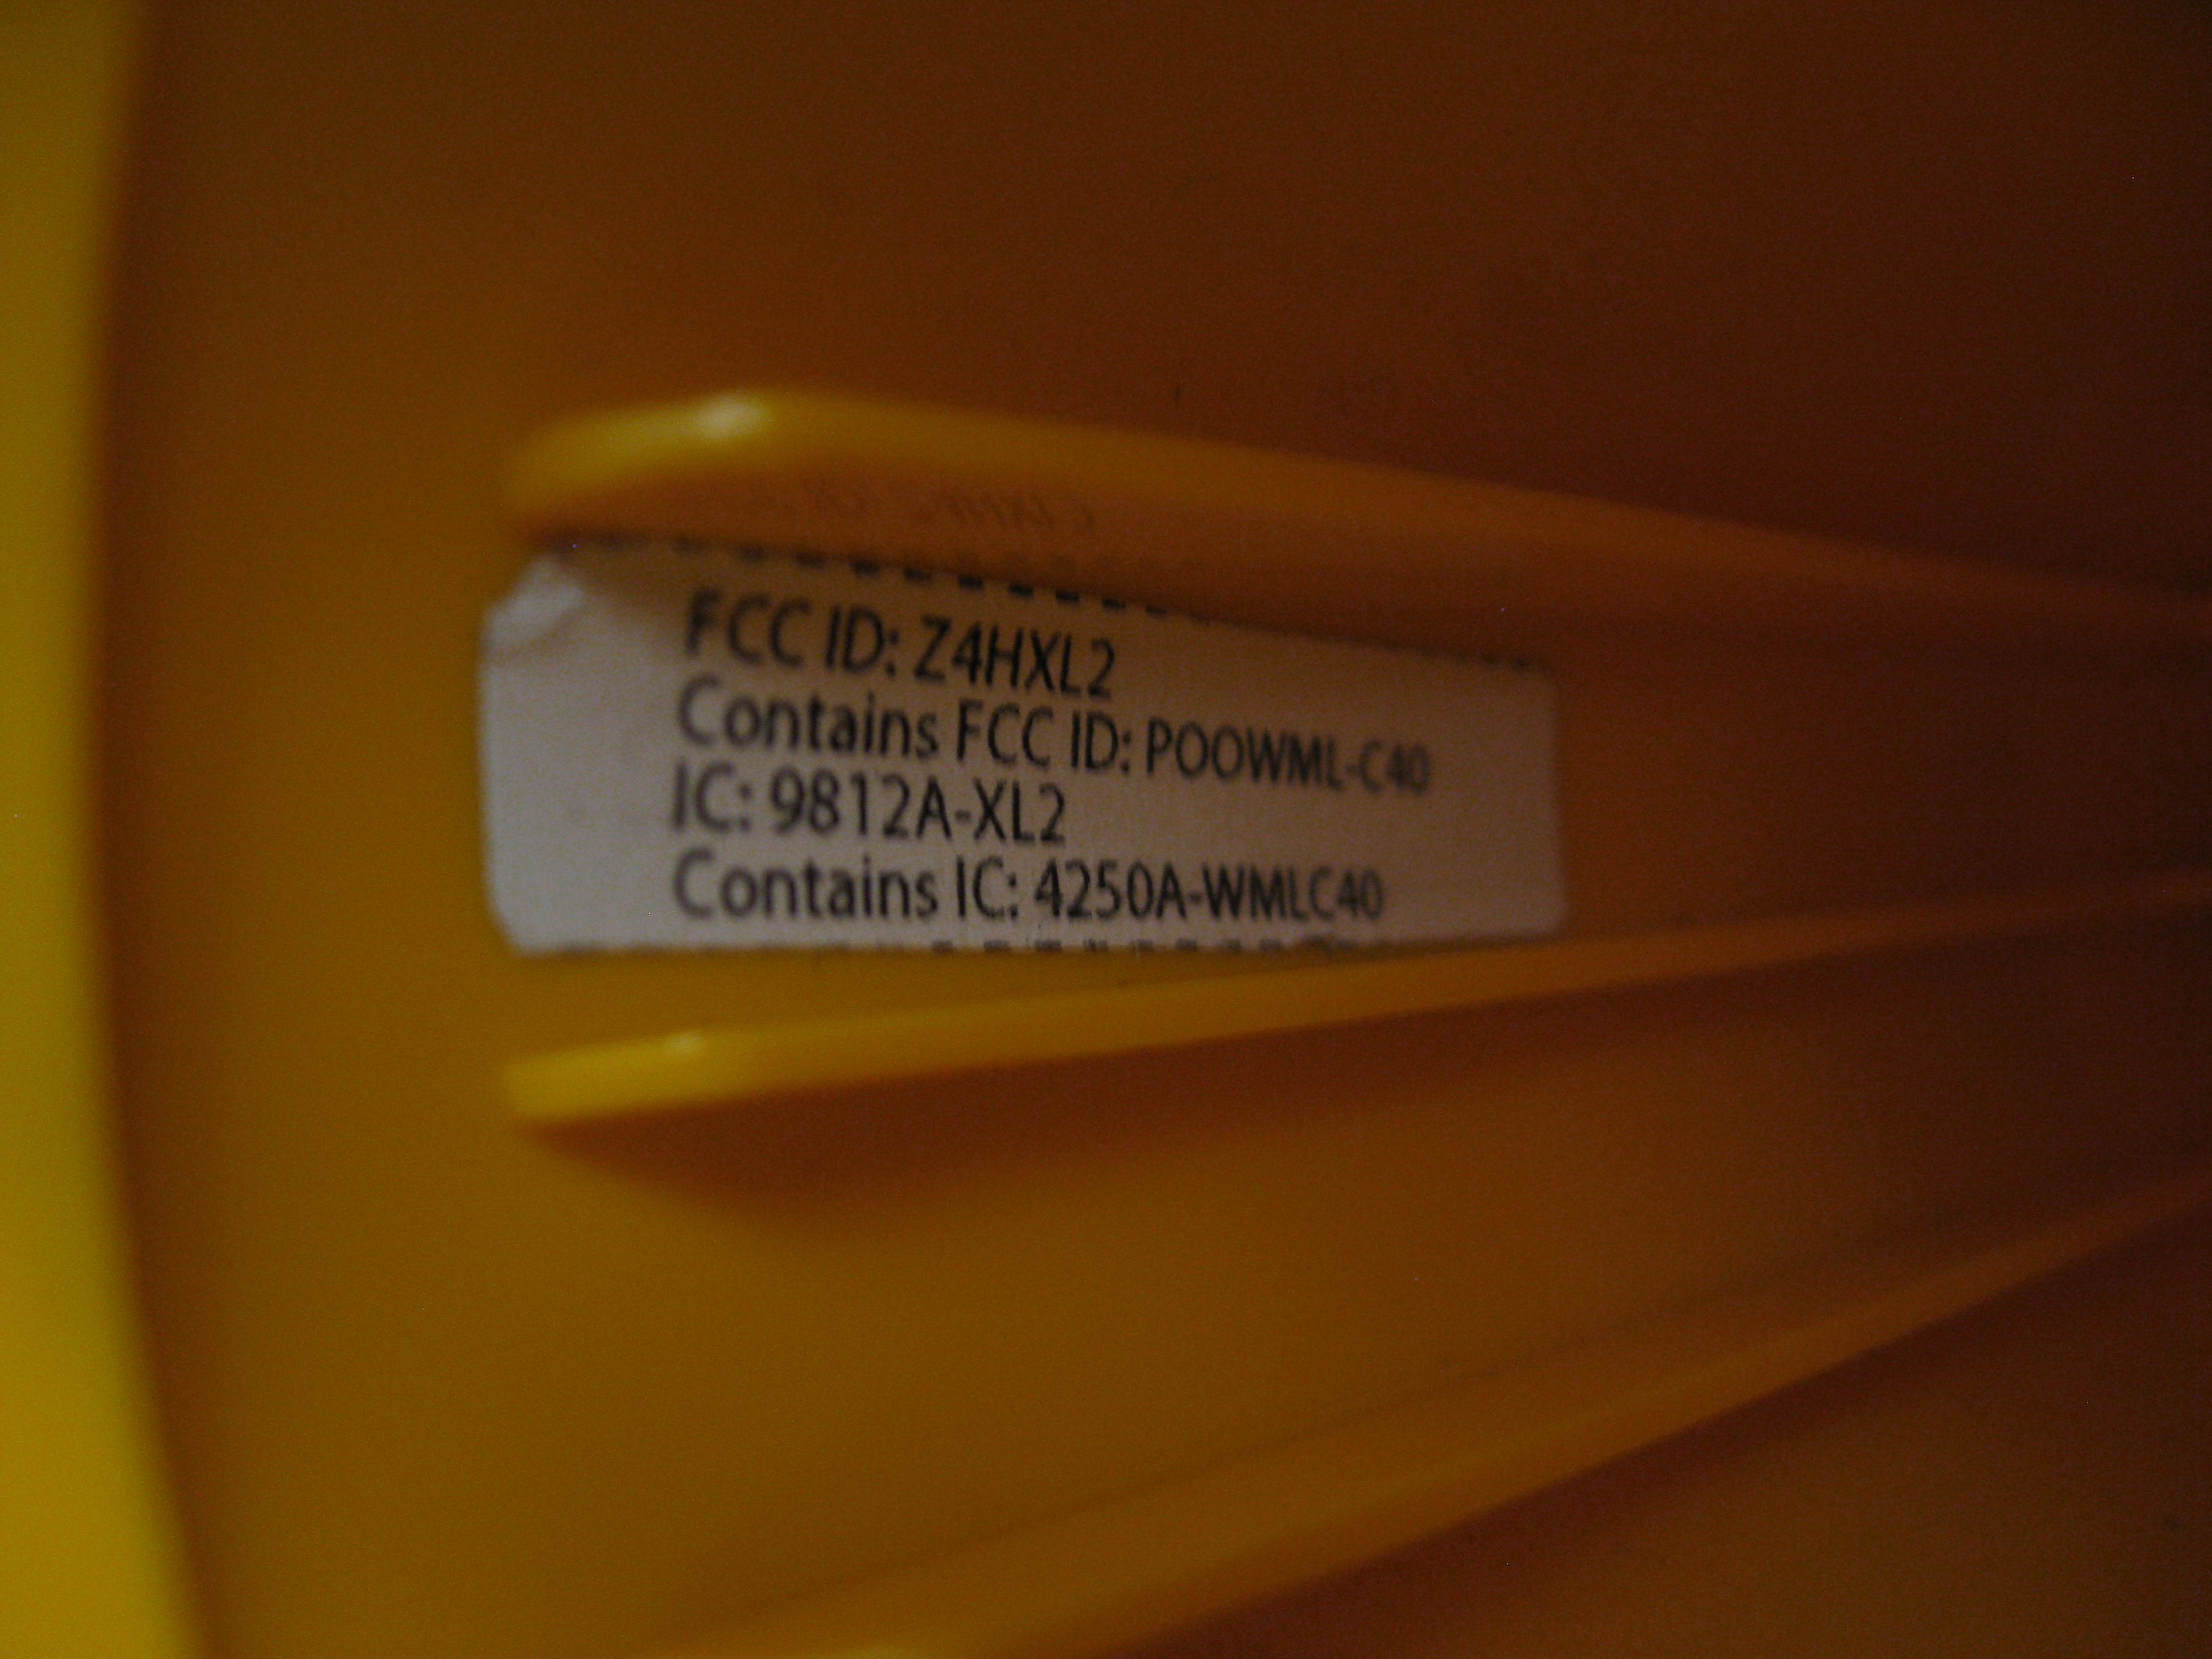 FCC ID: Z4HXL2
Contains FCC ID: POOWML-C40
IC: 9812A-XL2
Contains IC: 4250A-WMLC40